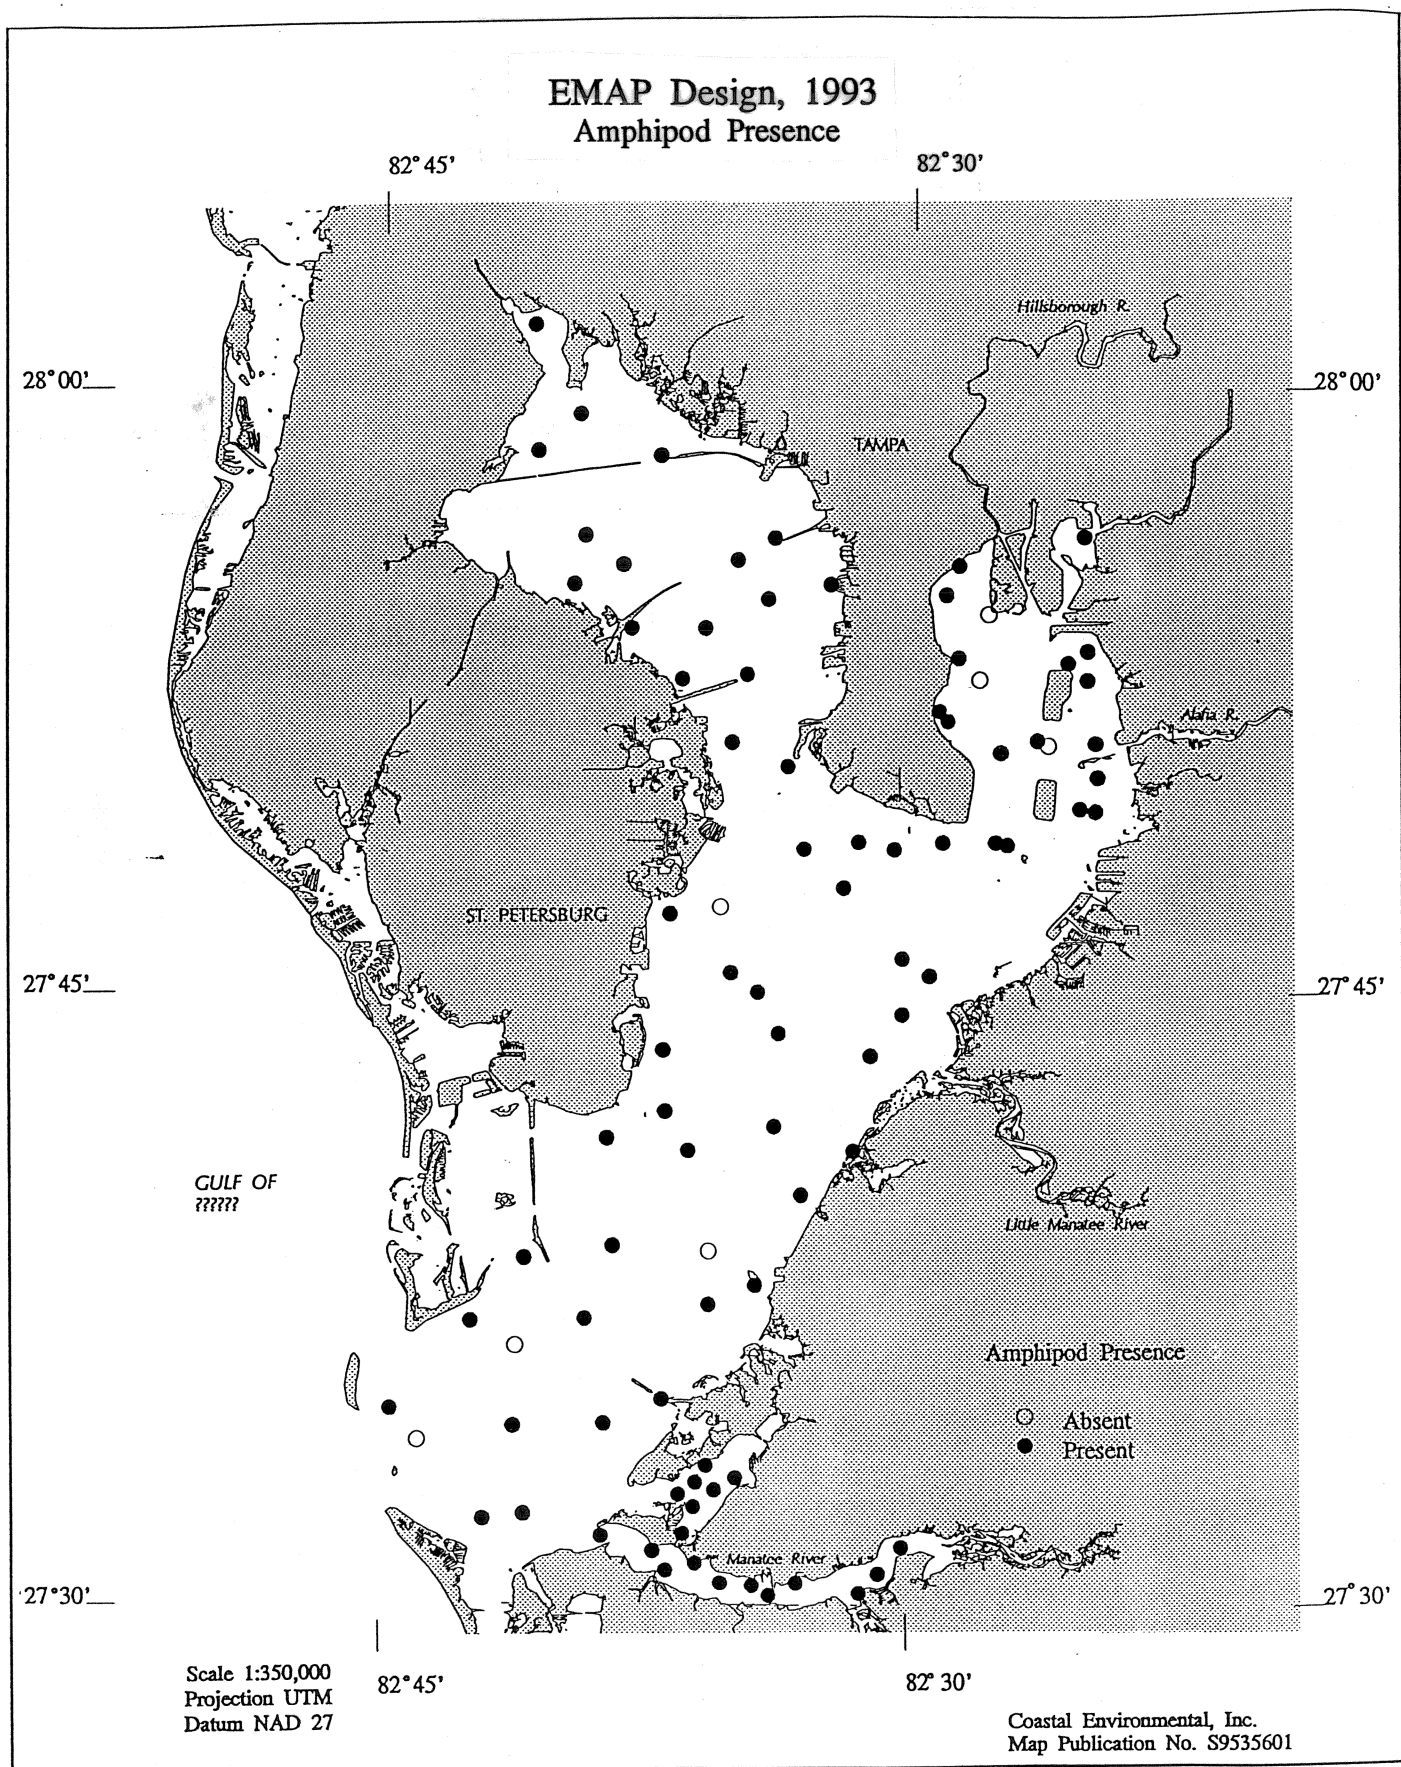 EMAP Design, 1993
Amphipod Presence
82°45'
82°30'
Hillsborough R.
28°00'
28°00'
TAMPA
Alafia R.
ST. PETERSBURG
27°45'
27°45'
GULF OF
??????
Little Manatee River
Amphipod Presence
Absent
Present
Manatee River
27°30'
27°30'
82°45'
82°30'
Scale 1:350,000
Projection UTM
Datum NAD 27
Coastal Environmental, Inc.
Map Publication No. S9535601